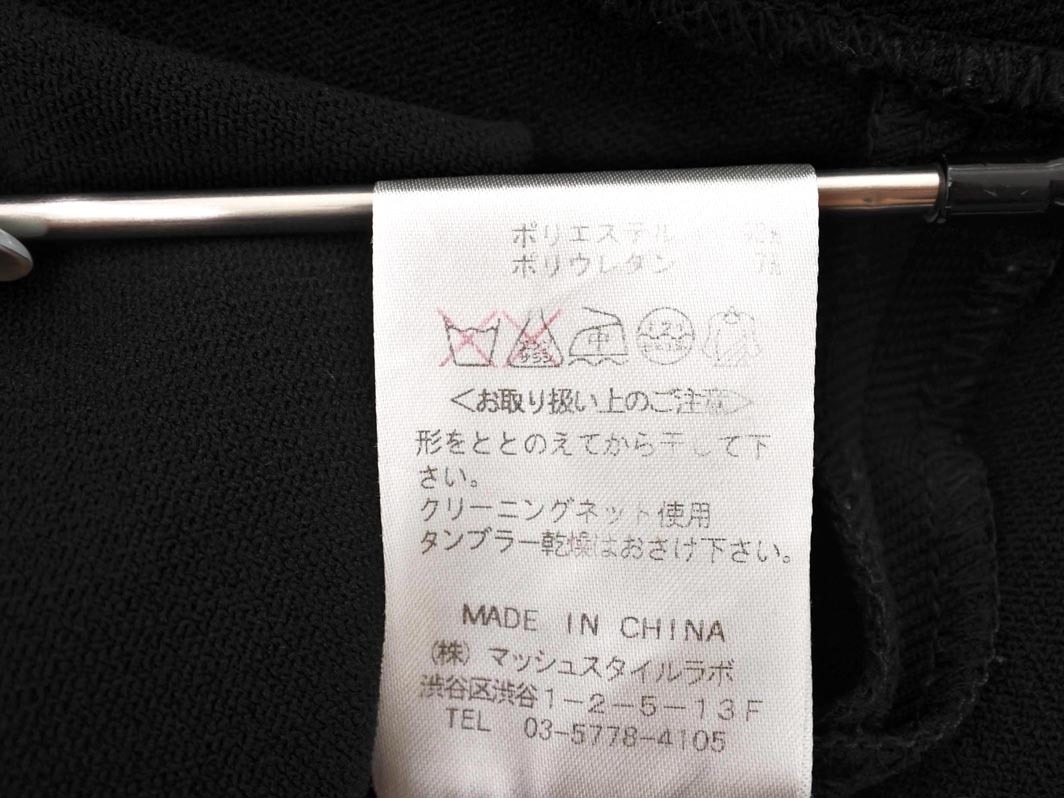 ポリエステル
ポリウレタン 7%
中
<お取り扱い上のご注意>
形をととのえてから干して下
さい。
クリーニングネット使用
タンブラー乾燥はおさけ下さい。
MADE IN CHINA
(株) マッシュスタイルラボ
渋谷区渋谷1-2-5-13F
TEL 03-5778-4105